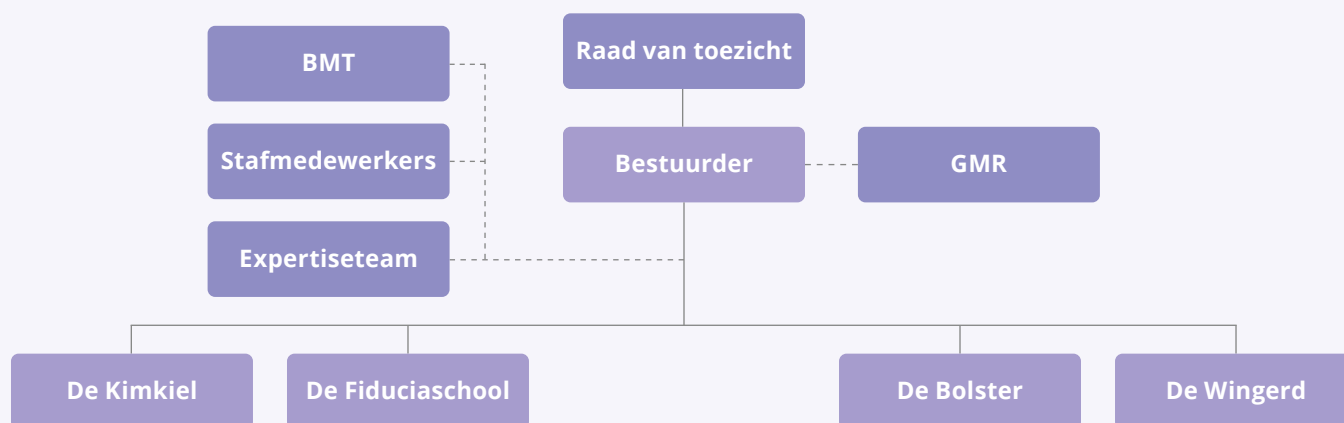 BMT
Raad van toezicht
Stafmedewerkers
Bestuurder
GMR
Expertiseteam
De Kimkiel
De Fiduciaschool
De Bolster
De Wingerd